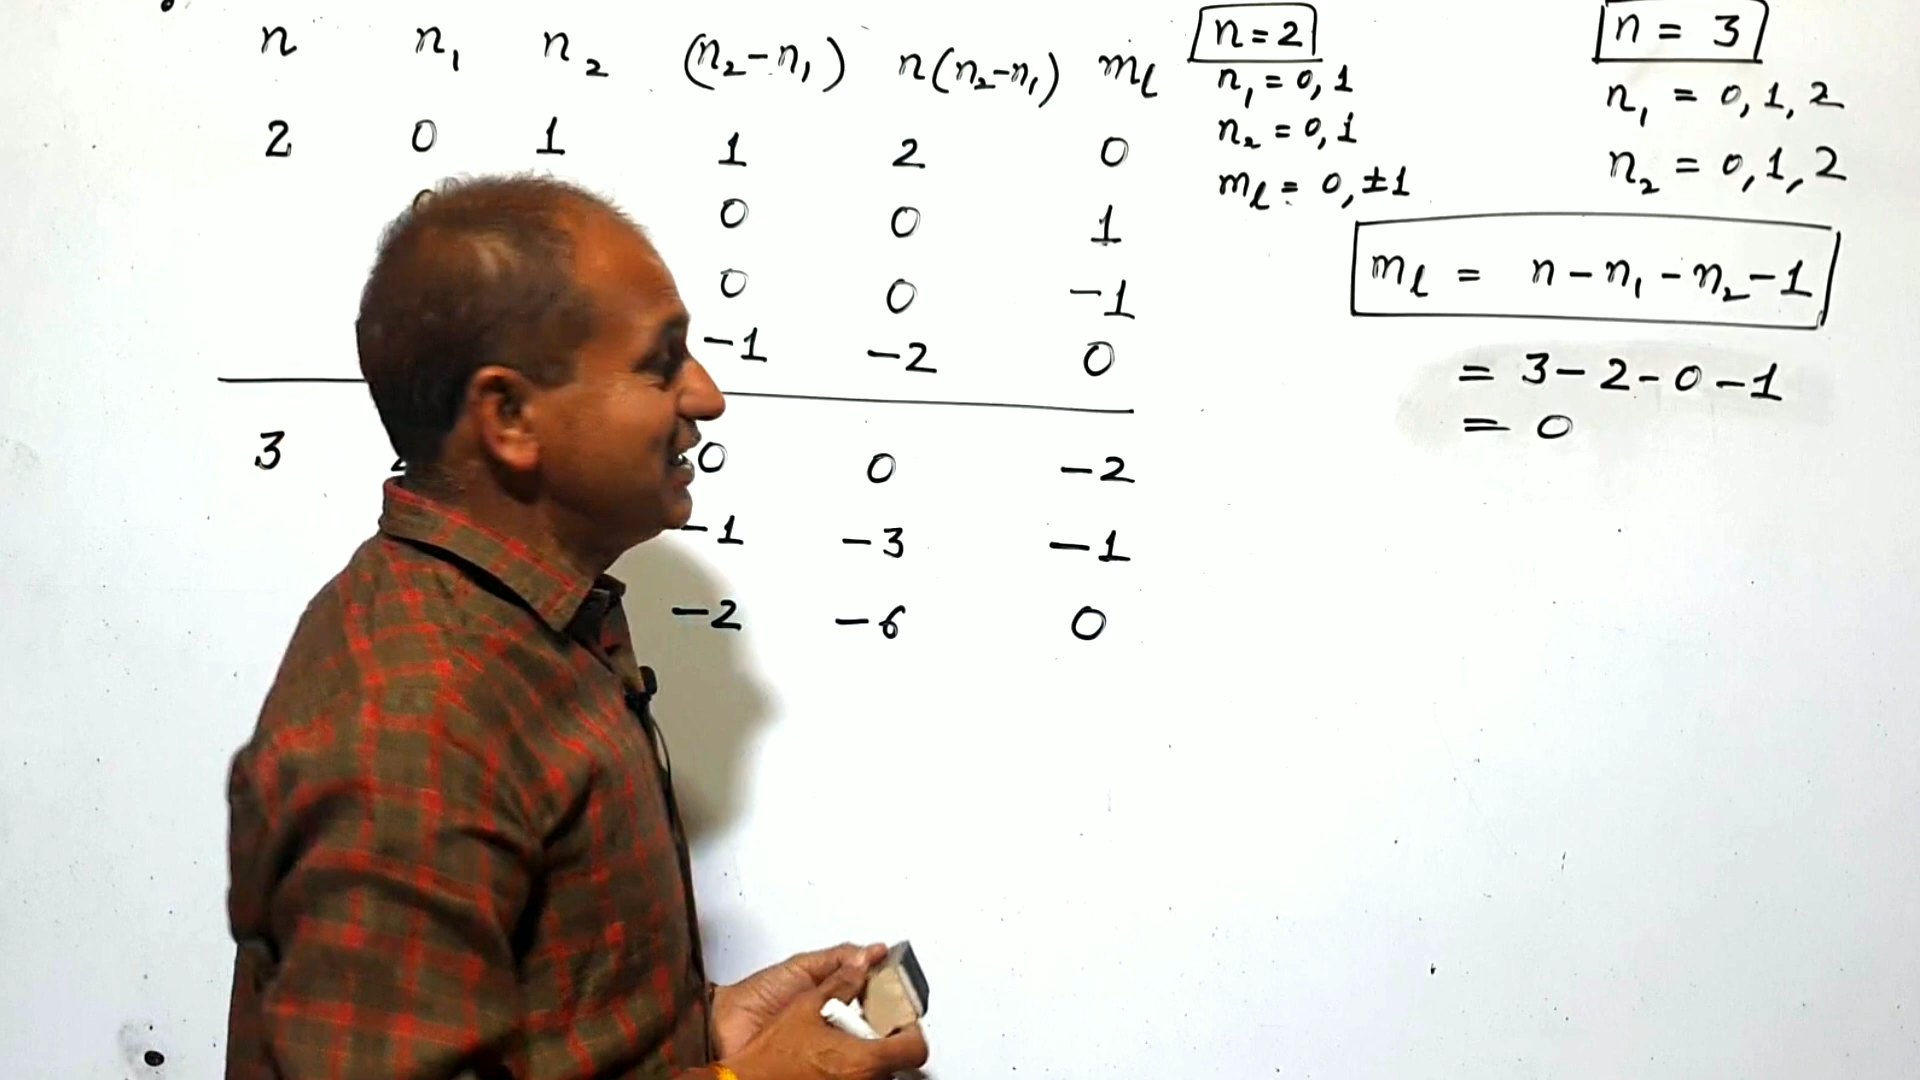 n n₁ n₂ (n₂-n₁) n(n₂-n₁) mℓ
2 0 1 1 2 0
0 0 1
0 0 -1
-1 -2 0
3 0 0 -2
-1 -3 -1
-2 -6 0
n=2
n₁ = 0, 1
n₂ = 0, 1
mℓ = 0, ±1
n = 3
n₁ = 0, 1, 2
n₂ = 0, 1, 2
mℓ = n - n₁ - n₂ - 1
= 3 - 2 - 0 - 1
= 0